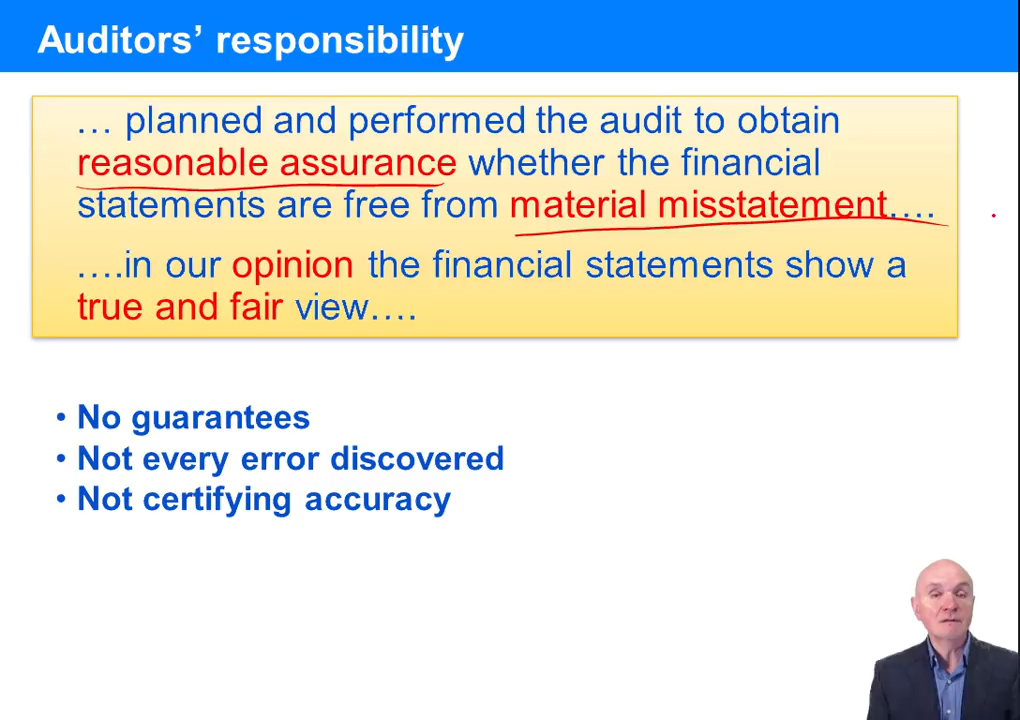 Auditors’ responsibility
… planned and performed the audit to obtain
reasonable assurance whether the financial
statements are free from material misstatement….
….in our opinion the financial statements show a
true and fair view….
• No guarantees
• Not every error discovered
• Not certifying accuracy